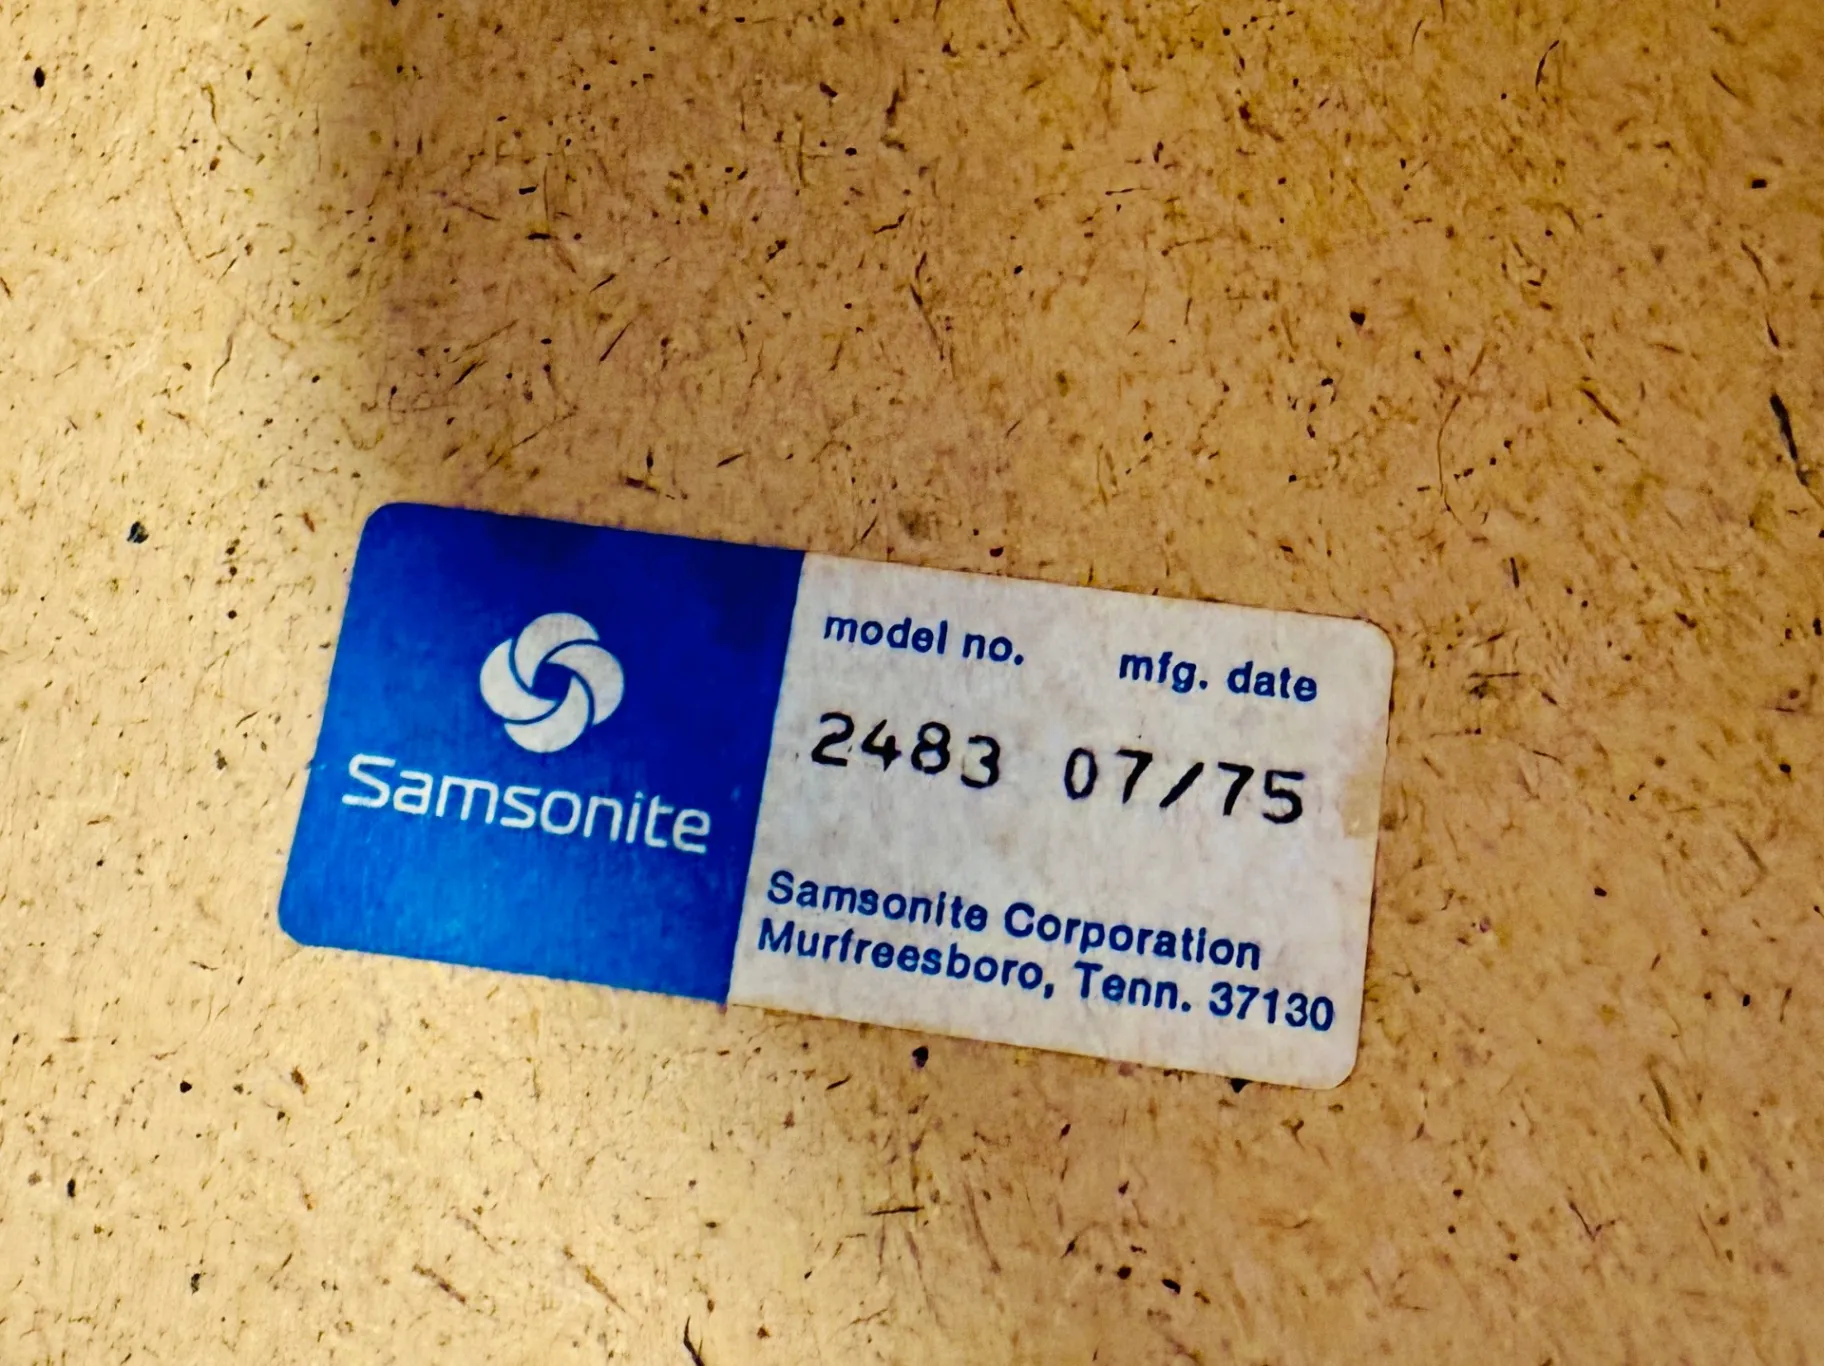 Samsonite
model no. mfg. date
2483 07/75
Samsonite Corporation
Murfreesboro, Tenn. 37130